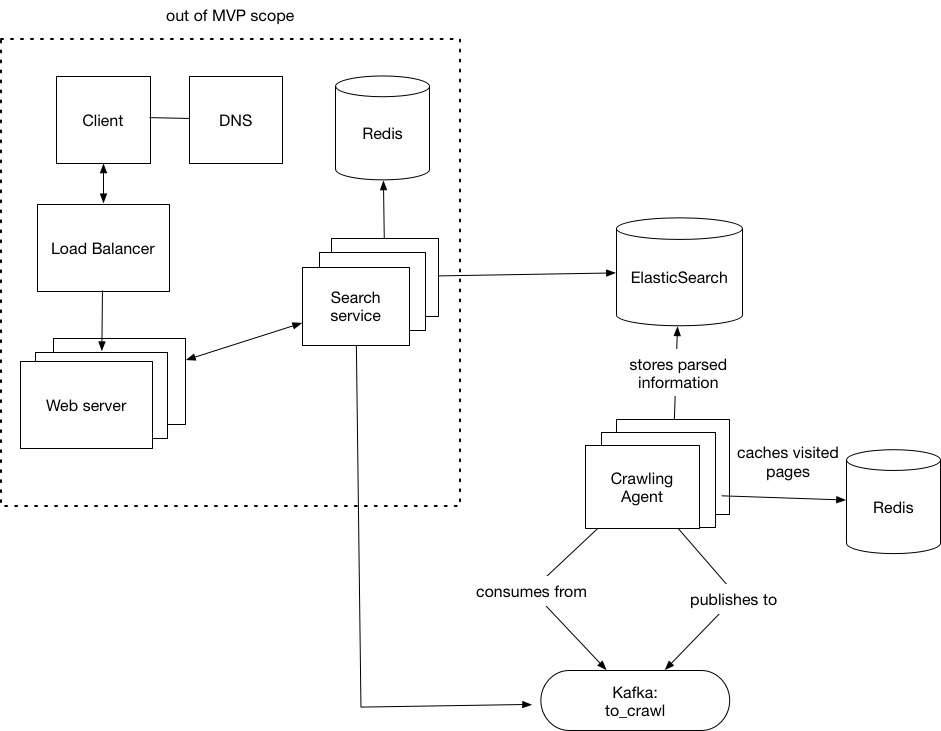 out of MVP scope
Client
DNS
Redis
Load Balancer
Search
service
ElasticSearch
Web server
stores parsed
information
Crawling
Agent
caches visited
pages
Redis
consumes from
publishes to
Kafka:
to_crawl